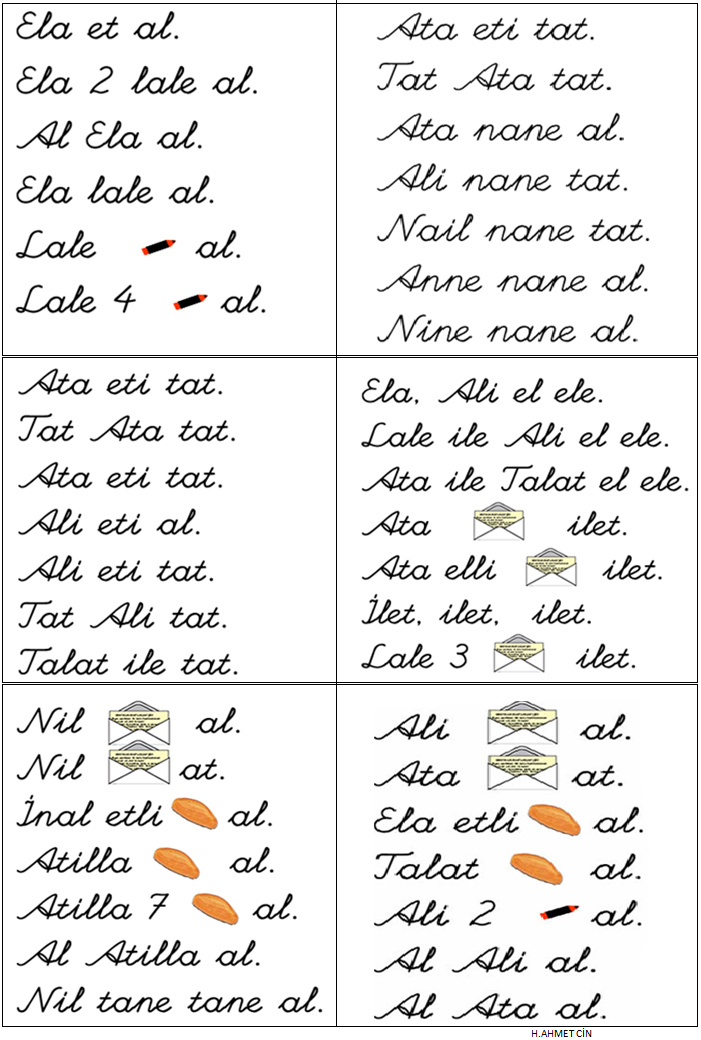 Ela et al.
Ela 2 lale al.
Al Ela al.
Ela lale al.
Lale al.
Lale 4 al.
Ata eti tat.
Tat Ata tat.
Ata nane al.
Ali nane tat.
Nail nane tat.
Anne nane al.
Nine nane al.
Ata eti tat.
Tat Ata tat.
Ata eti tat.
Ali eti al.
Ali eti tat.
Tat Ali tat.
Talat ile tat.
Ela, Ali el ele.
Lale ile Ali el ele.
Ata ile Talat el ele.
Ata ilet.
Ata elli ilet.
İlet, ilet, ilet.
Lale 3 ilet.
Nil al.
Nil at.
İnal etli al.
Atilla al.
Atilla 7 al.
Al Atilla al.
Nil tane tane al.
Ali al.
Ata at.
Ela etli al.
Talat al.
Ali 2 al.
Al Ali al.
Al Ata al.
H.AHMET CİN